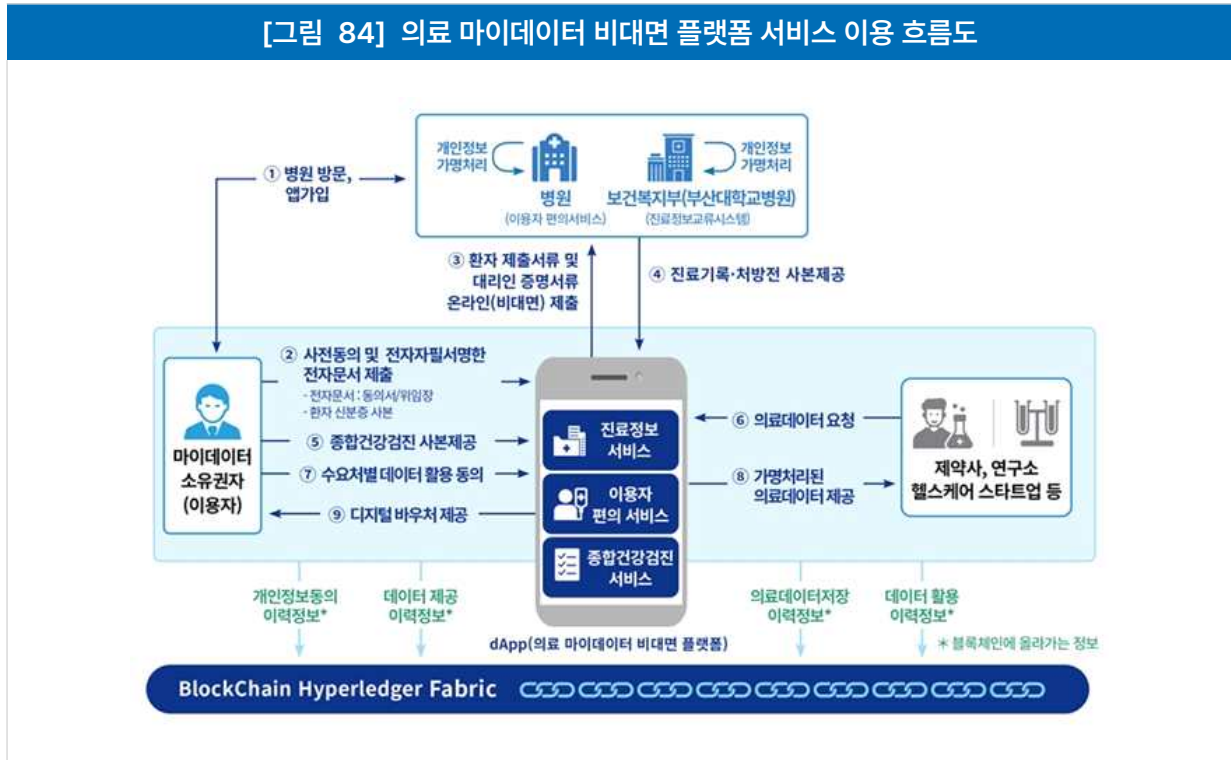 [그림 84] 의료 마이데이터 비대면 플랫폼 서비스 이용 흐름도
개인정보
가명처리
개인정보
가명처리
병원
(이용자 편의서비스)
보건복지부(부산대학교병원)
(진료정보교류시스템)
① 병원 방문,
앱가입
③ 환자 제출서류 및
대리인 증명서류
온라인(비대면) 제출
④ 진료기록·처방전 사본제공
마이데이터
소유권자
(이용자)
② 사전동의 및 전자자필서명한
전자문서 제출
- 전자문서 : 동의서/위임장
- 환자 신분증 사본
⑤ 종합건강검진 사본제공
⑦ 수요처별 데이터 활용 동의
⑨ 디지털 바우처 제공
진료정보
서비스
이용자
편의 서비스
종합건강검진
서비스
⑥ 의료데이터 요청
⑧ 가명처리된
의료데이터 제공
제약사, 연구소
헬스케어 스타트업 등
개인정보동의
이력정보*
데이터 제공
이력정보*
의료데이터저장
이력정보*
데이터 활용
이력정보*
dApp(의료 마이데이터 비대면 플랫폼)
* 블록체인에 올라가는 정보
BlockChain Hyperledger Fabric